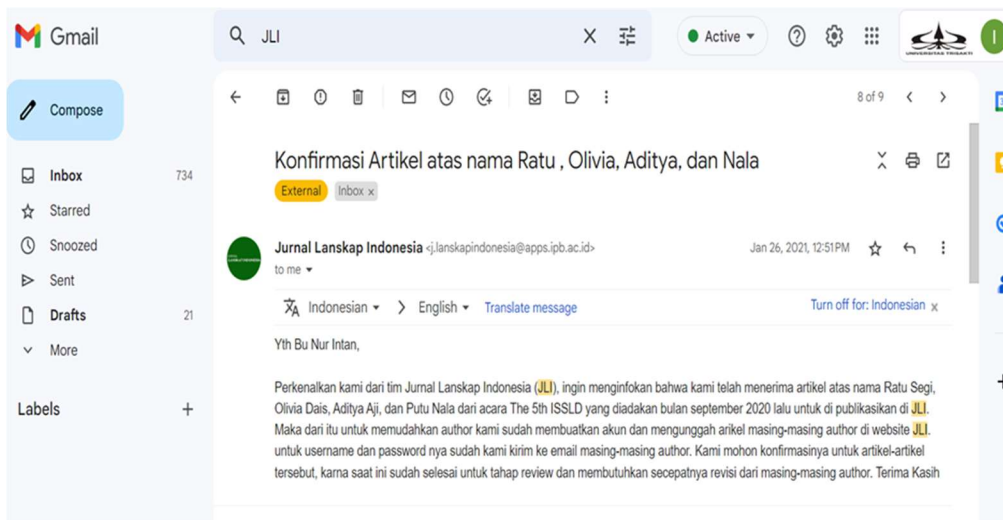 Gmail
JLI
Active
UNIVERSITAS TRISAKTI
I
Compose
8 of 9
Inbox 734
Starred
Snoozed
Sent
Drafts 21
More
Labels
Konfirmasi Artikel atas nama Ratu , Olivia, Aditya, dan Nala
External Inbox x
Jurnal Lanskap Indonesia <j.lanskapindonesia@apps.ipb.ac.id> Jan 26, 2021, 12:51 PM
to me
Indonesian > English Translate message Turn off for: Indonesian x
Yth Bu Nur Intan,
Perkenalkan kami dari tim Jurnal Lanskap Indonesia (JLI), ingin menginfokan bahwa kami telah menerima artikel atas nama Ratu Segi,
Olivia Dais, Aditya Aji, dan Putu Nala dari acara The 5th ISSLD yang diadakan bulan september 2020 lalu untuk di publikasikan di JLI.
Maka dari itu untuk memudahkan author kami sudah membuatkan akun dan mengunggah arikel masing-masing author di website JLI.
untuk username dan password nya sudah kami kirim ke email masing-masing author. Kami mohon konfirmasinya untuk artikel-artikel
tersebut, karna saat ini sudah selesai untuk tahap review dan membutuhkan secepatnya revisi dari masing-masing author. Terima Kasih